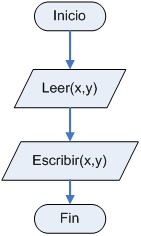 Inicio
Leer(x,y)
Escribir(x,y)
Fin